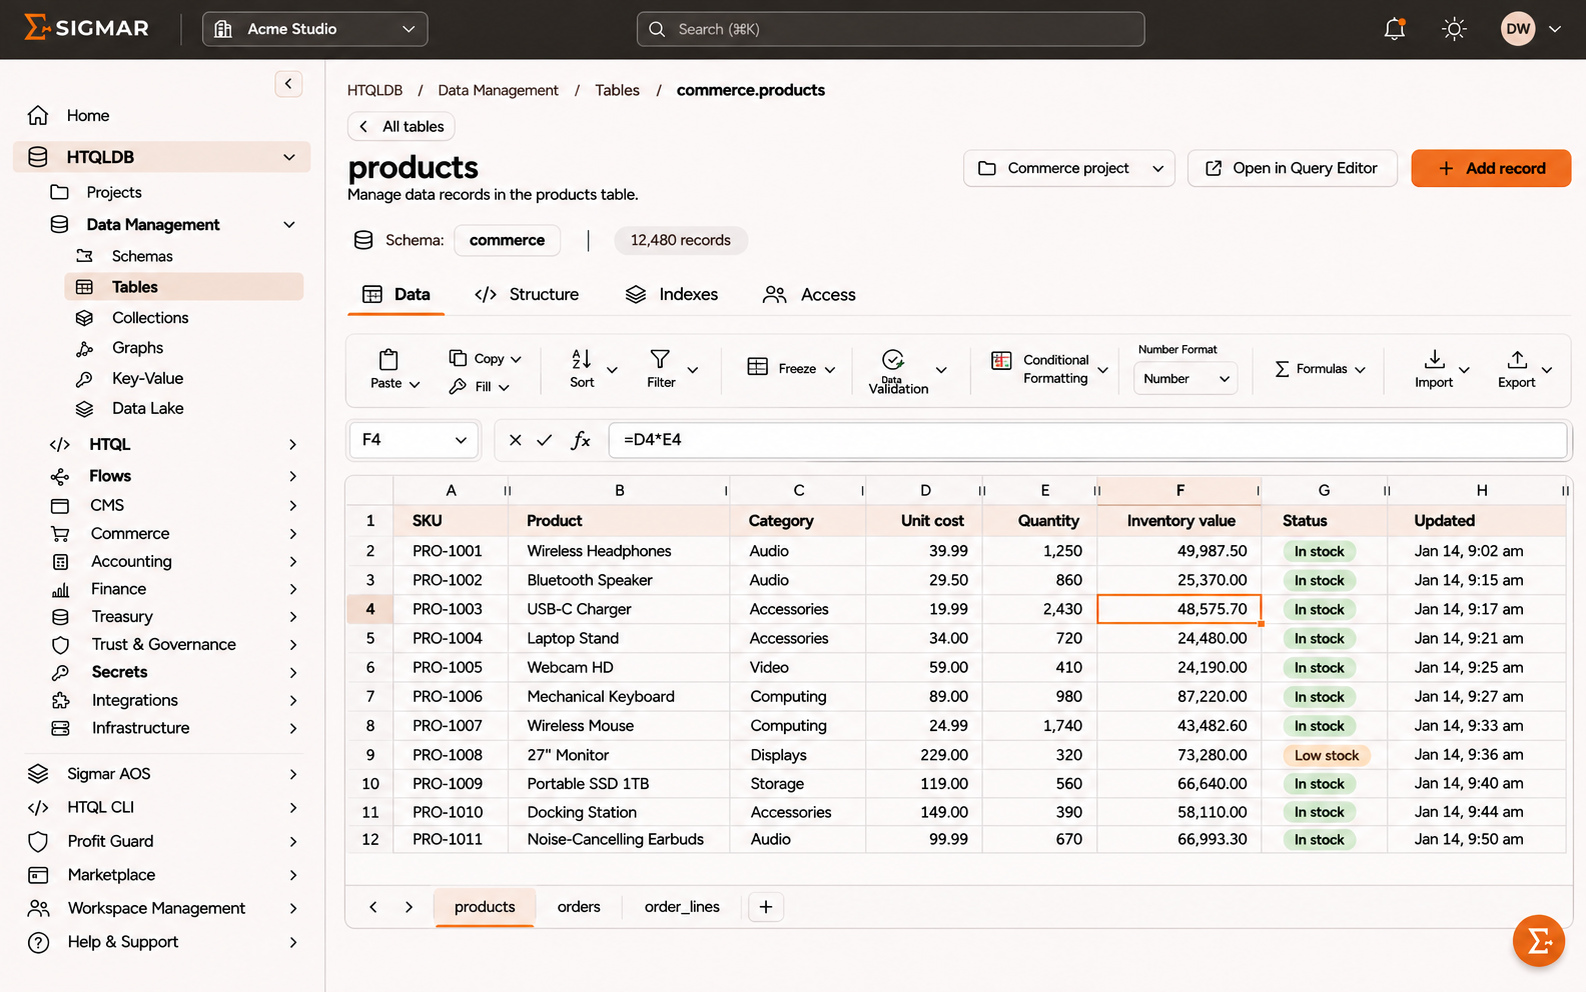 SIGMAR
Acme Studio
Search (⌘K)
DW
Home
HTQLDB
Projects
Data Management
Schemas
Tables
Collections
Graphs
Key-Value
Data Lake
HTQL
Flows
CMS
Commerce
Accounting
Finance
Treasury
Trust & Governance
Secrets
Integrations
Infrastructure
Sigmar AOS
HTQL CLI
Profit Guard
Marketplace
Workspace Management
Help & Support
HTQLDB / Data Management / Tables / commerce.products
All tables
products
Manage data records in the products table.
Commerce project
Open in Query Editor
+ Add record
Schema: commerce | 12,480 records
Data
Structure
Indexes
Access
Paste
Copy
Fill
Sort
Filter
Freeze
Data
Validation
Conditional
Formatting
Number Format
Number
Formulas
Import
Export
F4
fx
=D4*E4
A B C D E F G H
1 SKU Product Category Unit cost Quantity Inventory value Status Updated
2 PRO-1001 Wireless Headphones Audio 39.99 1,250 49,987.50 In stock Jan 14, 9:02 am
3 PRO-1002 Bluetooth Speaker Audio 29.50 860 25,370.00 In stock Jan 14, 9:15 am
4 PRO-1003 USB-C Charger Accessories 19.99 2,430 48,575.70 In stock Jan 14, 9:17 am
5 PRO-1004 Laptop Stand Accessories 34.00 720 24,480.00 In stock Jan 14, 9:21 am
6 PRO-1005 Webcam HD Video 59.00 410 24,190.00 In stock Jan 14, 9:25 am
7 PRO-1006 Mechanical Keyboard Computing 89.00 980 87,220.00 In stock Jan 14, 9:27 am
8 PRO-1007 Wireless Mouse Computing 24.99 1,740 43,482.60 In stock Jan 14, 9:33 am
9 PRO-1008 27" Monitor Displays 229.00 320 73,280.00 Low stock Jan 14, 9:36 am
10 PRO-1009 Portable SSD 1TB Storage 119.00 560 66,640.00 In stock Jan 14, 9:40 am
11 PRO-1010 Docking Station Accessories 149.00 390 58,110.00 In stock Jan 14, 9:44 am
12 PRO-1011 Noise-Cancelling Earbuds Audio 99.99 670 66,993.30 In stock Jan 14, 9:50 am
products
orders
order_lines
+